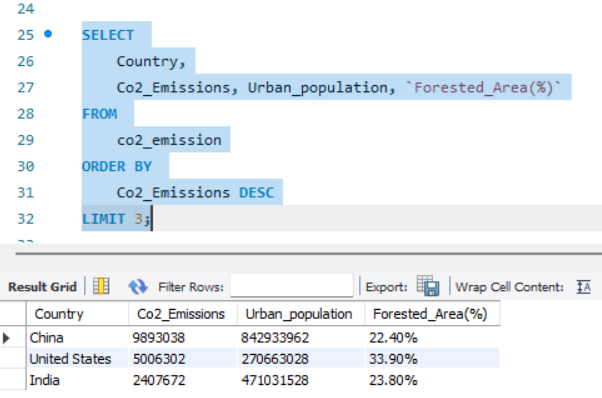 24
25 SELECT
26 Country,
27 Co2_Emissions, Urban_population, `Forested_Area(%)`
28 FROM
29 co2_emission
30 ORDER BY
31 Co2_Emissions DESC
32 LIMIT 3;
Result Grid Filter Rows: Export: Wrap Cell Content:
Country Co2_Emissions Urban_population Forested_Area(%)
China 9893038 842933962 22.40%
United States 5006302 270663028 33.90%
India 2407672 471031528 23.80%